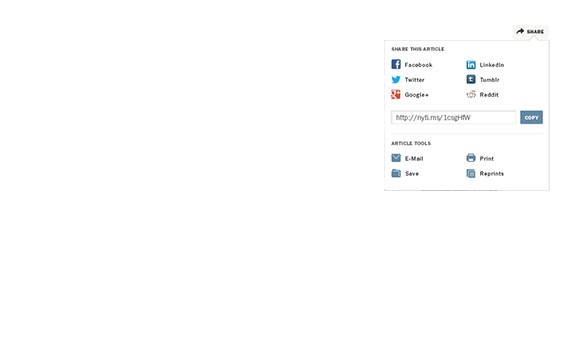 SHARE
SHARE THIS ARTICLE
Facebook LinkedIn
Twitter Tumblr
Google+ Reddit
http://nyti.ms/1csgHfW COPY
ARTICLE TOOLS
E-Mail Print
Save Reprints